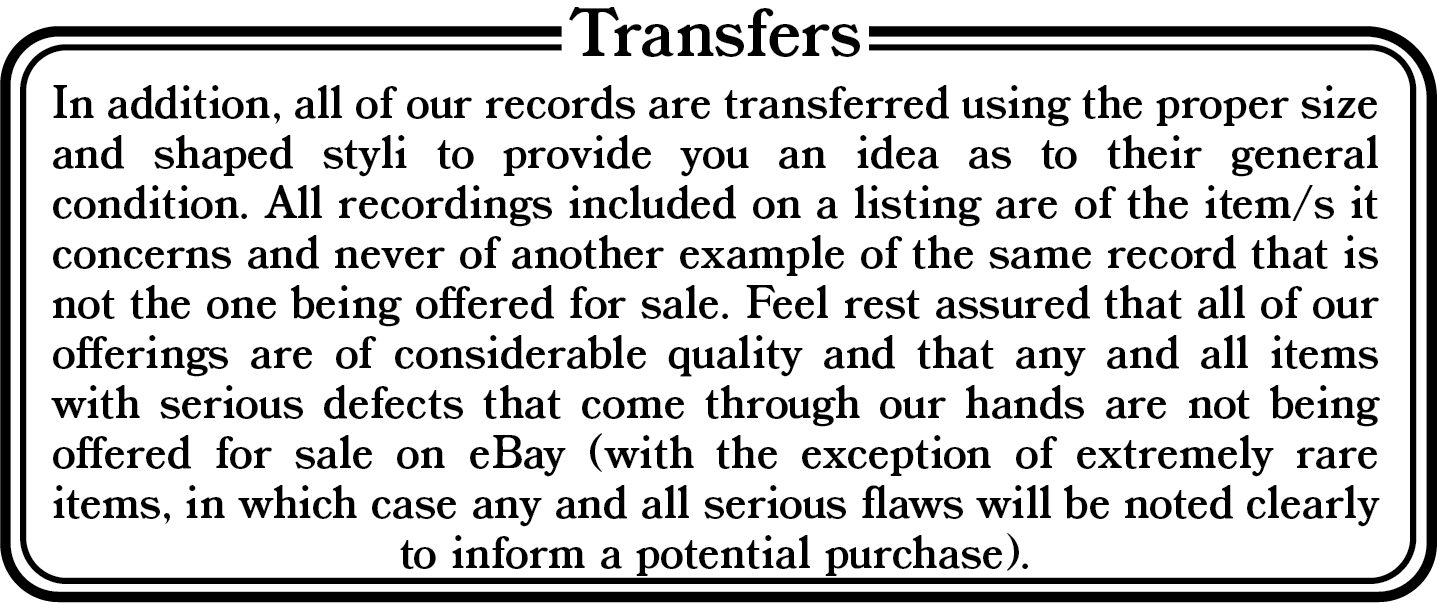 Transfers
In addition, all of our records are transferred using the proper size
and shaped styli to provide you an idea as to their general
condition. All recordings included on a listing are of the item/s it
concerns and never of another example of the same record that is
not the one being offered for sale. Feel rest assured that all of our
offerings are of considerable quality and that any and all items
with serious defects that come through our hands are not being
offered for sale on eBay (with the exception of extremely rare
items, in which case any and all serious flaws will be noted clearly
to inform a potential purchase).